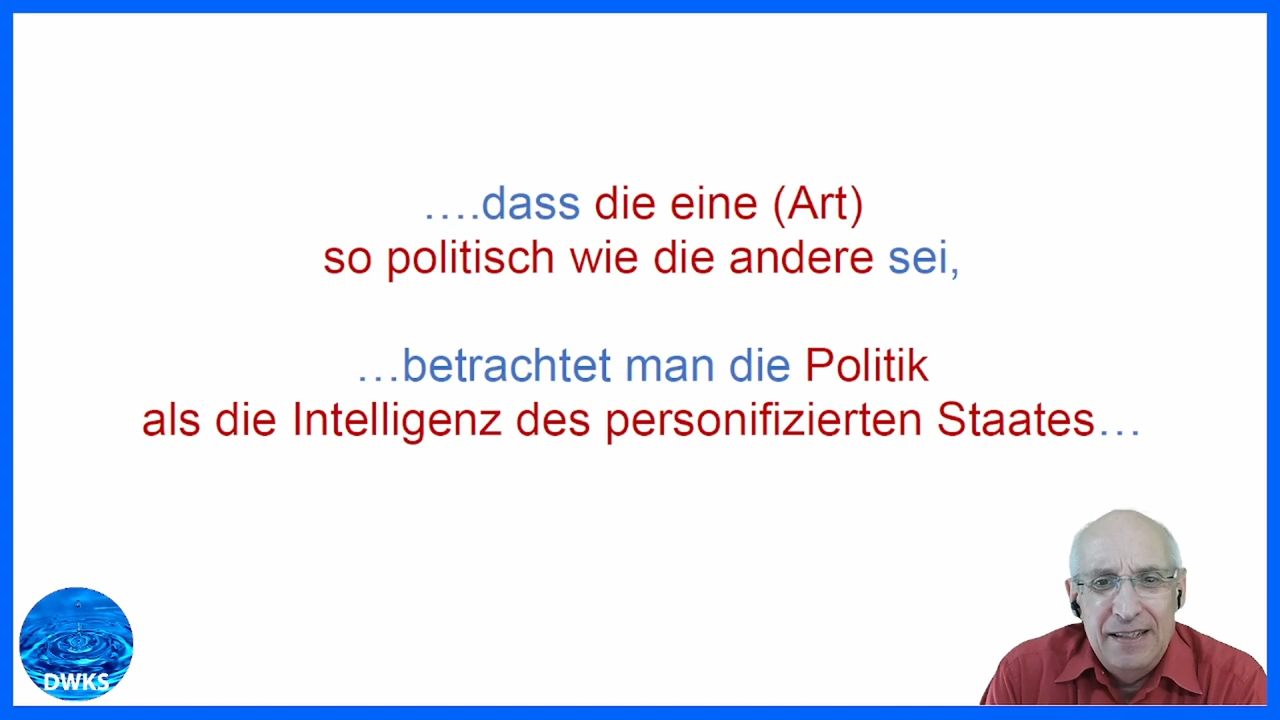 ….dass die eine (Art)
so politisch wie die andere sei,
…betrachtet man die Politik
als die Intelligenz des personifizierten Staates…
DWKS